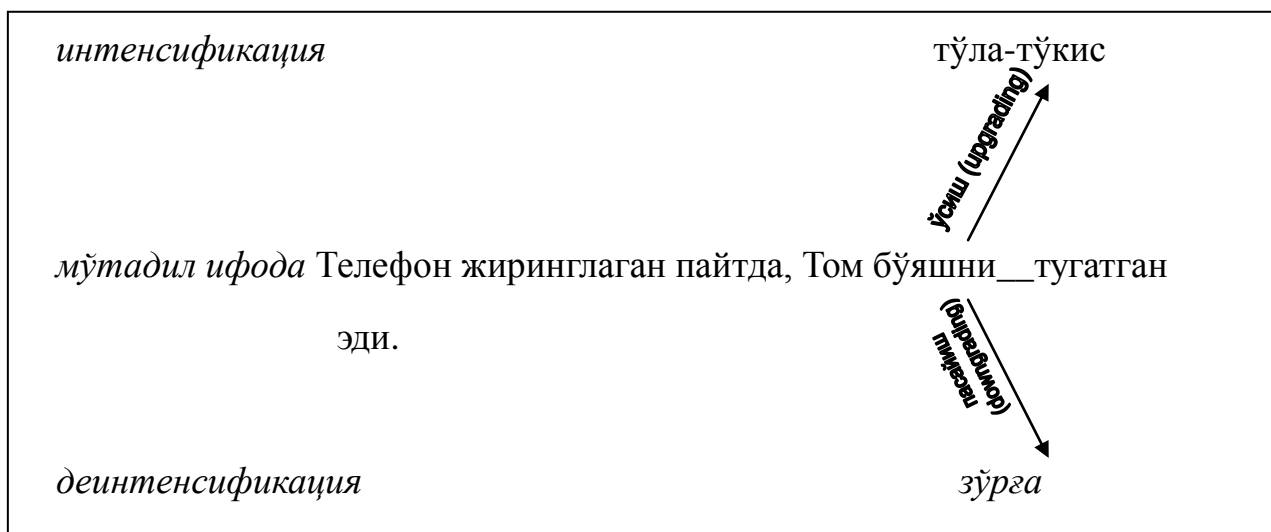 интенсификация тўла-тўкис
ўсиш (upgrading)
мўтадил ифода Телефон жиринглаган пайтда, Том бўяшни__тугатган
эди.
пасайиш
(downgrading)
деинтенсификация зўрға